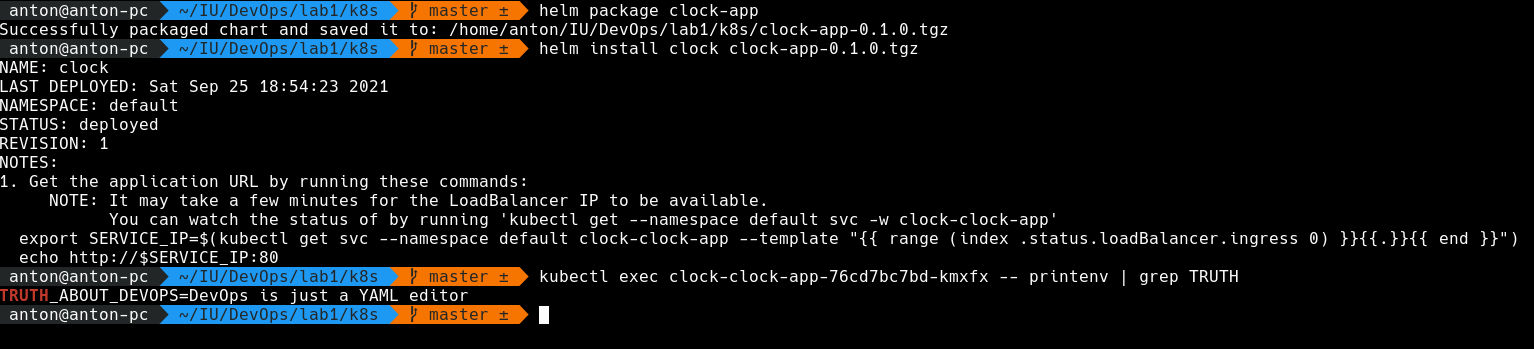 anton@anton-pc ~/IU/DevOps/lab1/k8s master ± helm package clock-app
Successfully packaged chart and saved it to: /home/anton/IU/DevOps/lab1/k8s/clock-app-0.1.0.tgz
anton@anton-pc ~/IU/DevOps/lab1/k8s master ± helm install clock clock-app-0.1.0.tgz
NAME: clock
LAST DEPLOYED: Sat Sep 25 18:54:23 2021
NAMESPACE: default
STATUS: deployed
REVISION: 1
NOTES:
1. Get the application URL by running these commands:
     NOTE: It may take a few minutes for the LoadBalancer IP to be available.
           You can watch the status of by running 'kubectl get --namespace default svc -w clock-clock-app'
  export SERVICE_IP=$(kubectl get svc --namespace default clock-clock-app --template "{{ range (index .status.loadBalancer.ingress 0) }}{{.}}{{ end }}")
  echo http://$SERVICE_IP:80
anton@anton-pc ~/IU/DevOps/lab1/k8s master ± kubectl exec clock-clock-app-76cd7bc7bd-kmxfx -- printenv | grep TRUTH
TRUTH_ABOUT_DEVOPS=DevOps is just a YAML editor
anton@anton-pc ~/IU/DevOps/lab1/k8s master ±